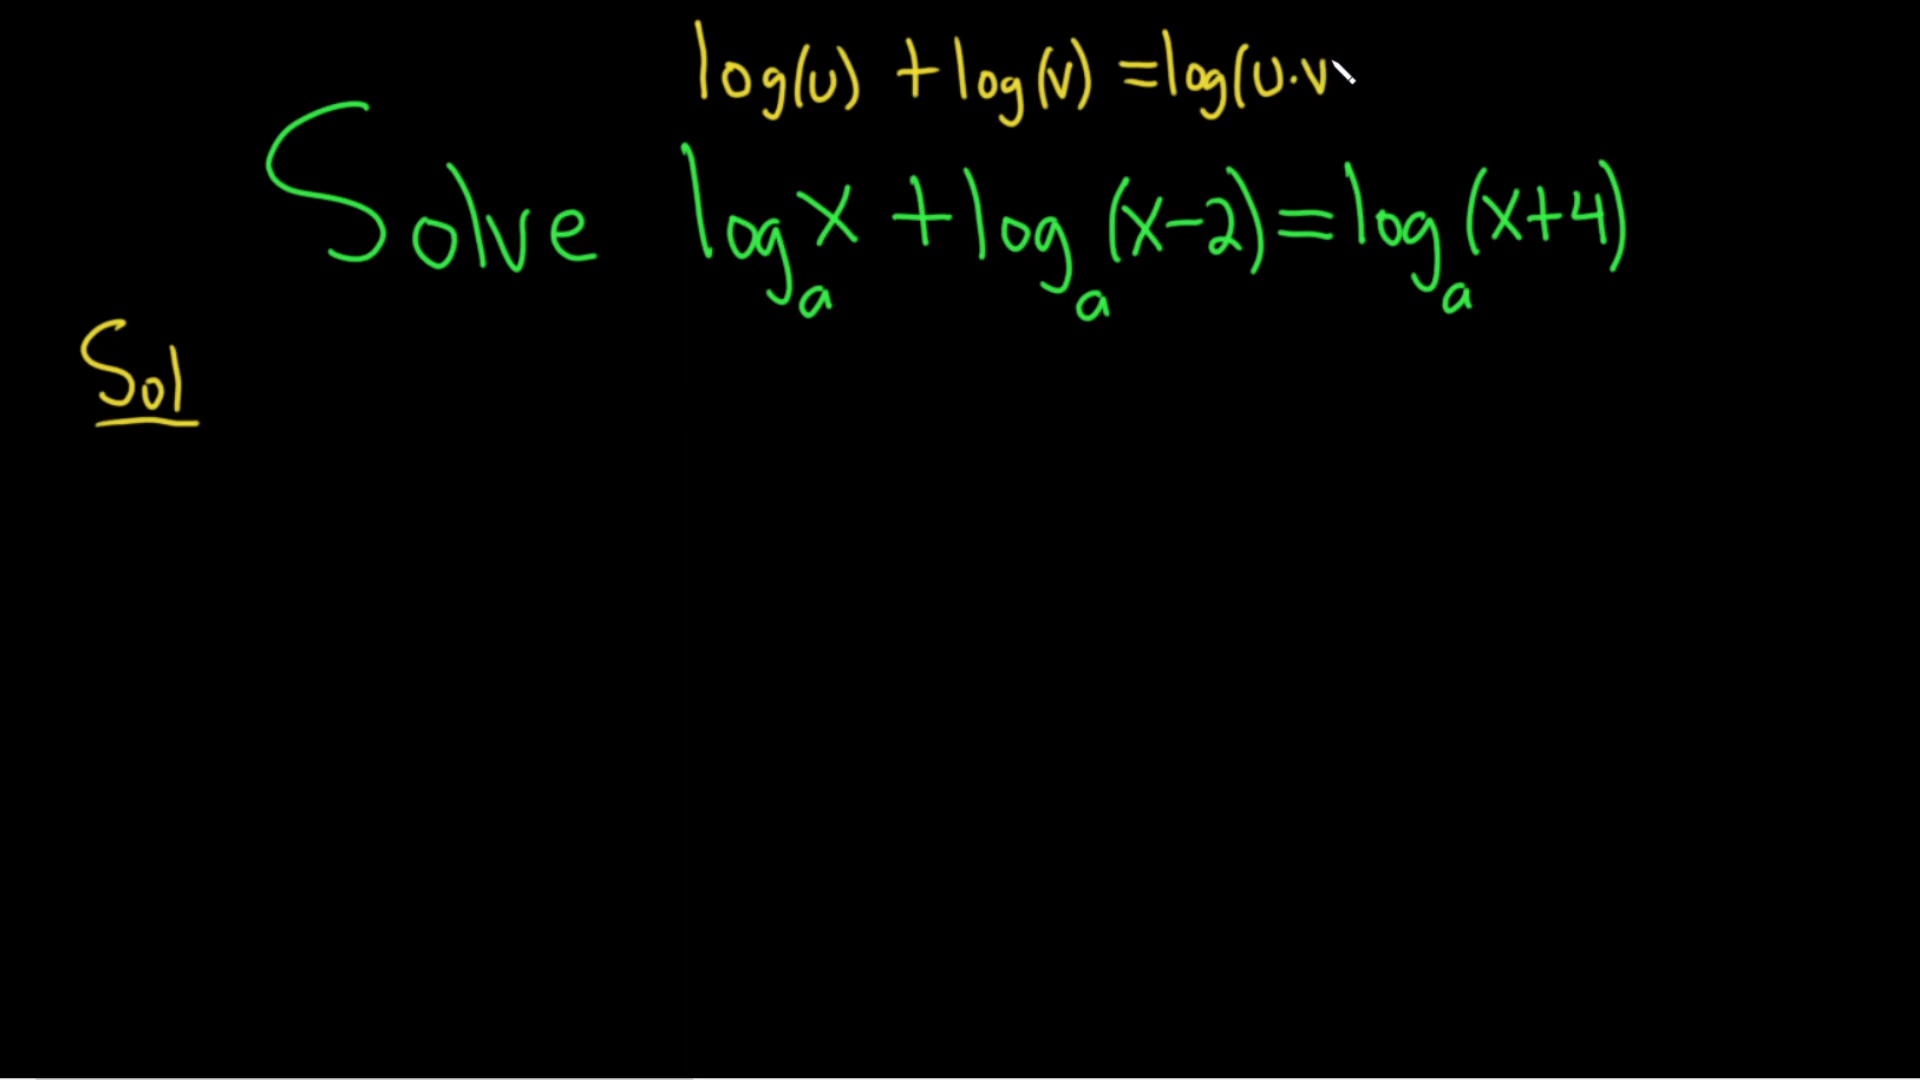 log(u) + log(v) = log(u·v
Solve logₐx + logₐ(x-2) = logₐ(x+4)
Sol